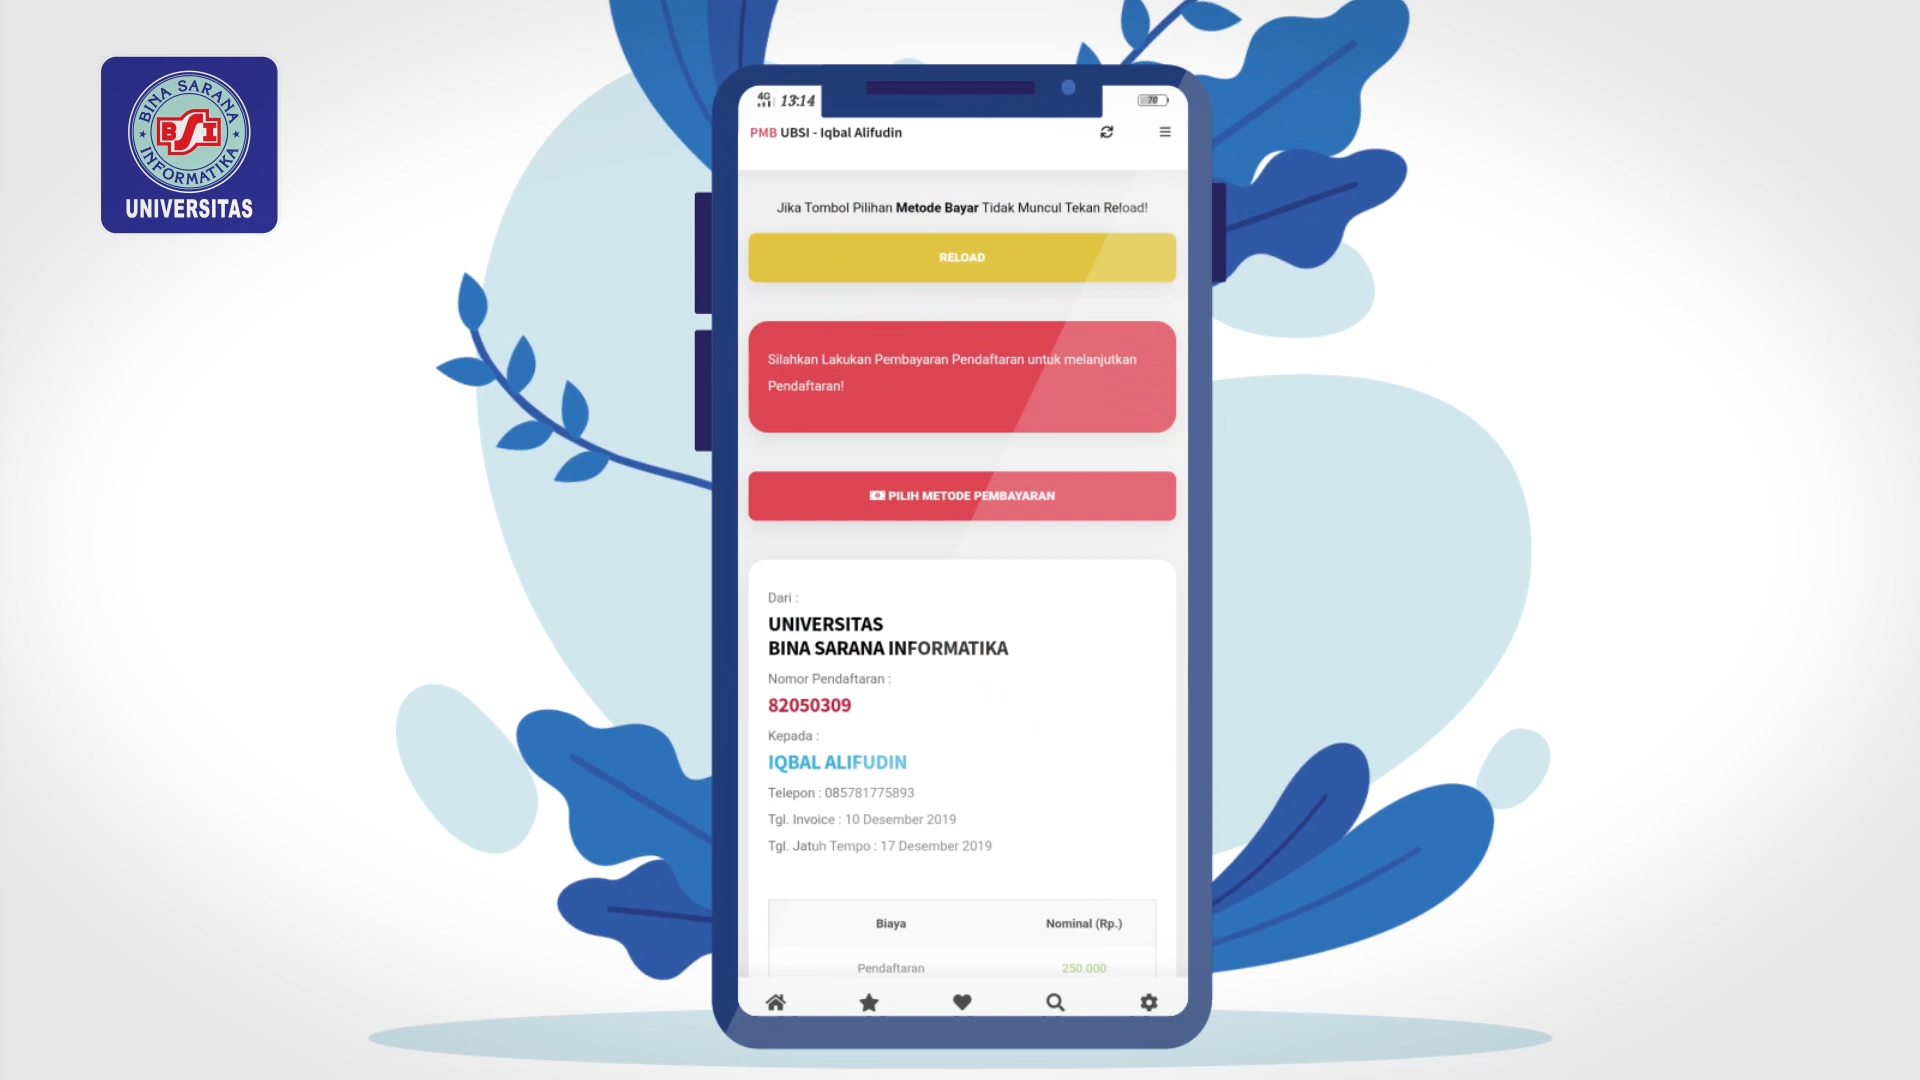 BINA SARANA
BSI
INFORMATIKA
UNIVERSITAS
4G 13:14
70
PMB UBSI - Iqbal Alifudin
Jika Tombol Pilihan Metode Bayar Tidak Muncul Tekan Reload!
RELOAD
Silahkan Lakukan Pembayaran Pendaftaran untuk melanjutkan
Pendaftaran!
PILIH METODE PEMBAYARAN
Dari :
UNIVERSITAS
BINA SARANA INFORMATIKA
Nomor Pendaftaran :
82050309
Kepada :
IQBAL ALIFUDIN
Telepon : 085781775893
Tgl. Invoice : 10 Desember 2019
Tgl. Jatuh Tempo : 17 Desember 2019
Biaya Nominal (Rp.)
Pendaftaran 250.000